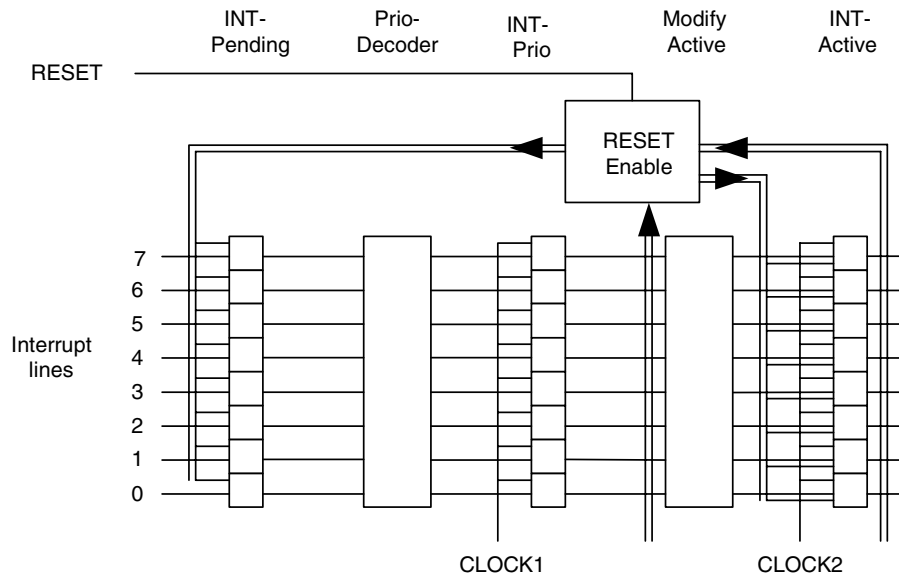 INT-
Pending
Prio-
Decoder
INT-
Prio
Modify
Active
INT-
Active
RESET
RESET
Enable
7
6
5
4
3
2
1
0
Interrupt
lines
CLOCK1
CLOCK2